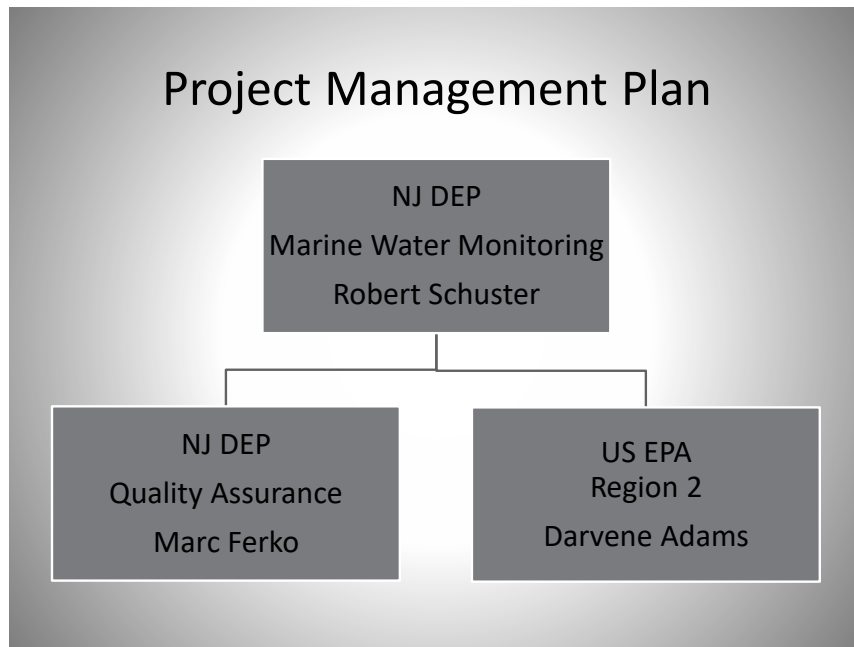 Project Management Plan
NJ DEP
Marine Water Monitoring
Robert Schuster
NJ DEP
Quality Assurance
Marc Ferko
US EPA
Region 2
Darvene Adams